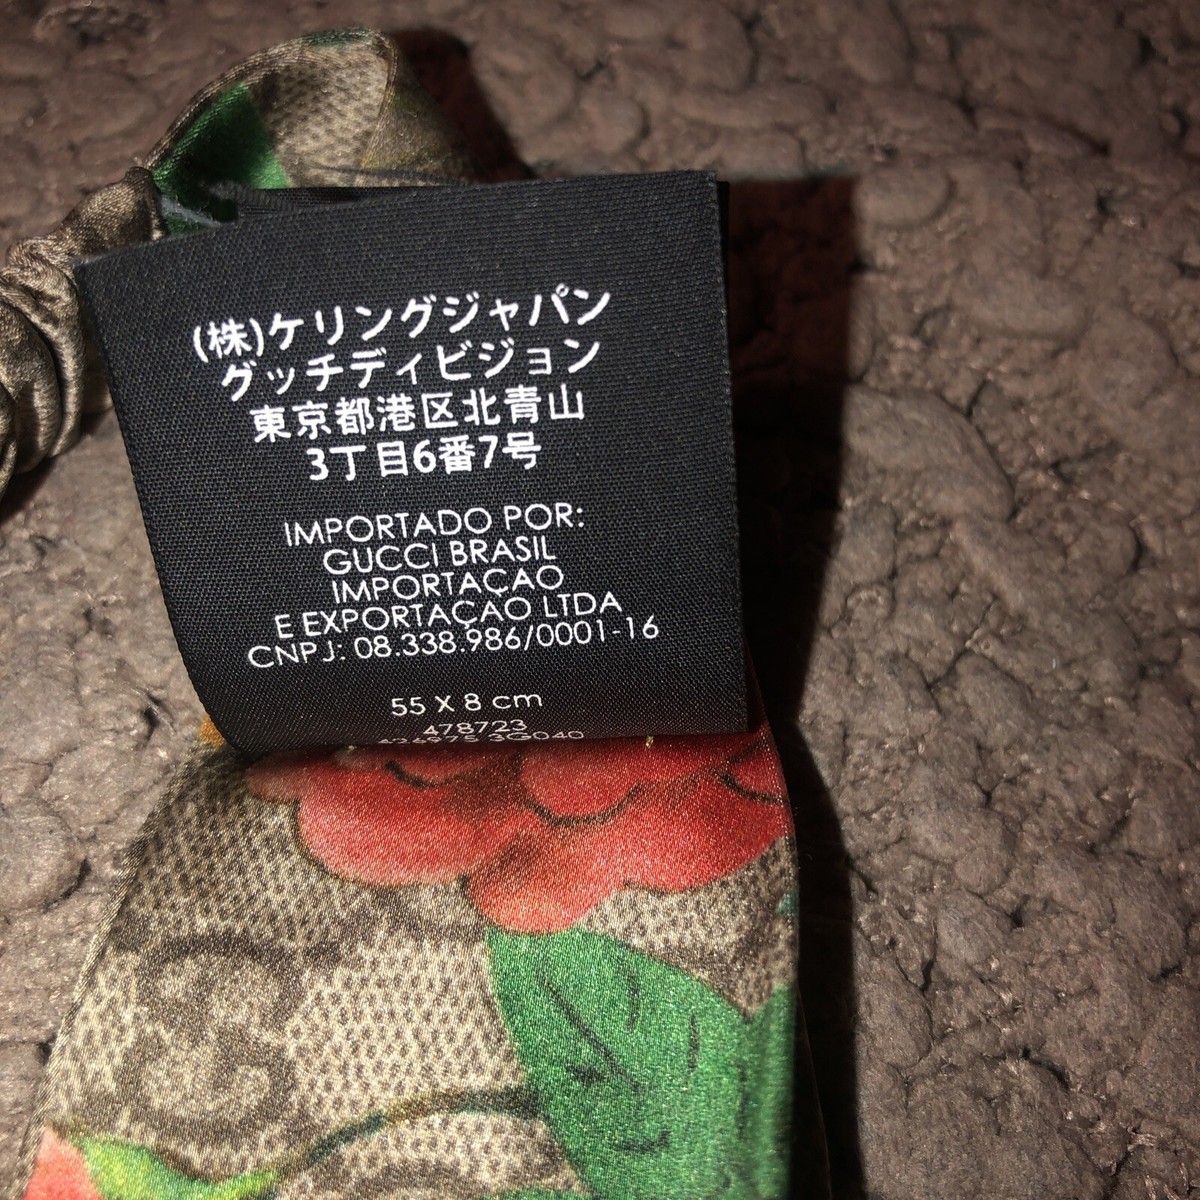 (株)ケリングジャパン
グッチディビジョン
東京都港区北青山
3丁目6番7号
IMPORTADO POR:
GUCCI BRASIL
IMPORTAÇAO
E EXPORTAÇAO LTDA
CNPJ: 08.338.986/0001-16
55 X 8 cm
478723
426975 3G040